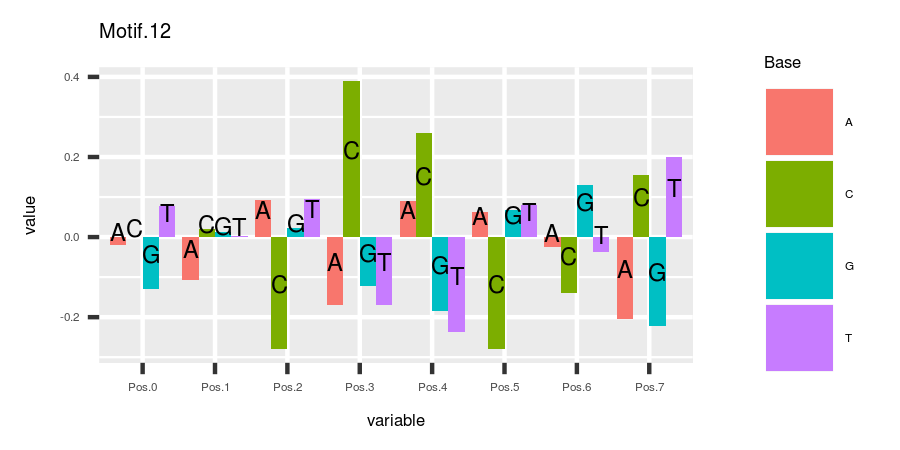 Motif.12
Base
0.4
0.2
0.0
-0.2
value
A C G T A C G T A C G T A C G T A C G T A C G T A C G T A C G T
Pos.0 Pos.1 Pos.2 Pos.3 Pos.4 Pos.5 Pos.6 Pos.7
variable
A
C
G
T